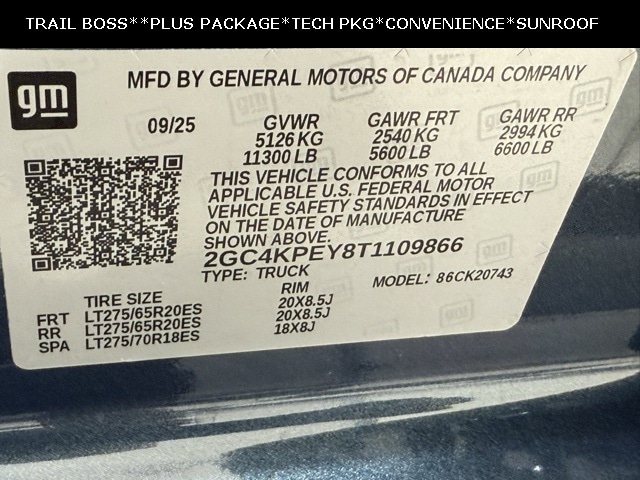 TRAIL BOSS**PLUS PACKAGE*TECH PKG*CONVENIENCE*SUNROOF
gm
MFD BY GENERAL MOTORS OF CANADA COMPANY
09/25 GVWR GAWR FRT GAWR RR
5126 KG 2540 KG 2994 KG
11300 LB 5600 LB 6600 LB
THIS VEHICLE CONFORMS TO ALL
APPLICABLE U.S. FEDERAL MOTOR
VEHICLE SAFETY STANDARDS IN EFFECT
ON THE DATE OF MANUFACTURE
SHOWN ABOVE.
2GC4KPEY8T1109866
TYPE: TRUCK MODEL: 86CK20743
TIRE SIZE RIM
FRT LT275/65R20ES 20X8.5J
RR LT275/65R20ES 20X8.5J
SPA LT275/70R18ES 18X8J